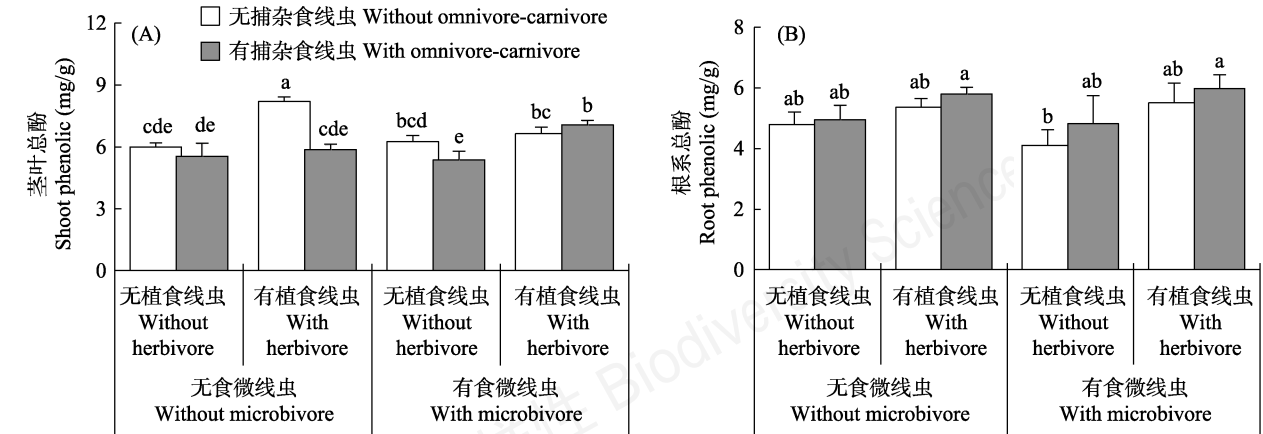 (A)
无捕杂食线虫 Without omnivore-carnivore
有捕杂食线虫 With omnivore-carnivore
茎叶总酚
Shoot phenolic (mg/g)
12
9
6
3
0
cde
de
a
cde
bcd
e
bc
b
无植食线虫
Without
herbivore
有植食线虫
With
herbivore
无植食线虫
Without
herbivore
有植食线虫
With
herbivore
无食微线虫
Without microbivore
有食微线虫
With microbivore
(B)
根系总酚
Root phenolic (mg/g)
8
6
4
2
0
ab
ab
ab
a
b
ab
ab
a
无植食线虫
Without
herbivore
有植食线虫
With
herbivore
无植食线虫
Without
herbivore
有植食线虫
With
herbivore
无食微线虫
Without microbivore
有食微线虫
With microbivore
性 Biodiversity Science